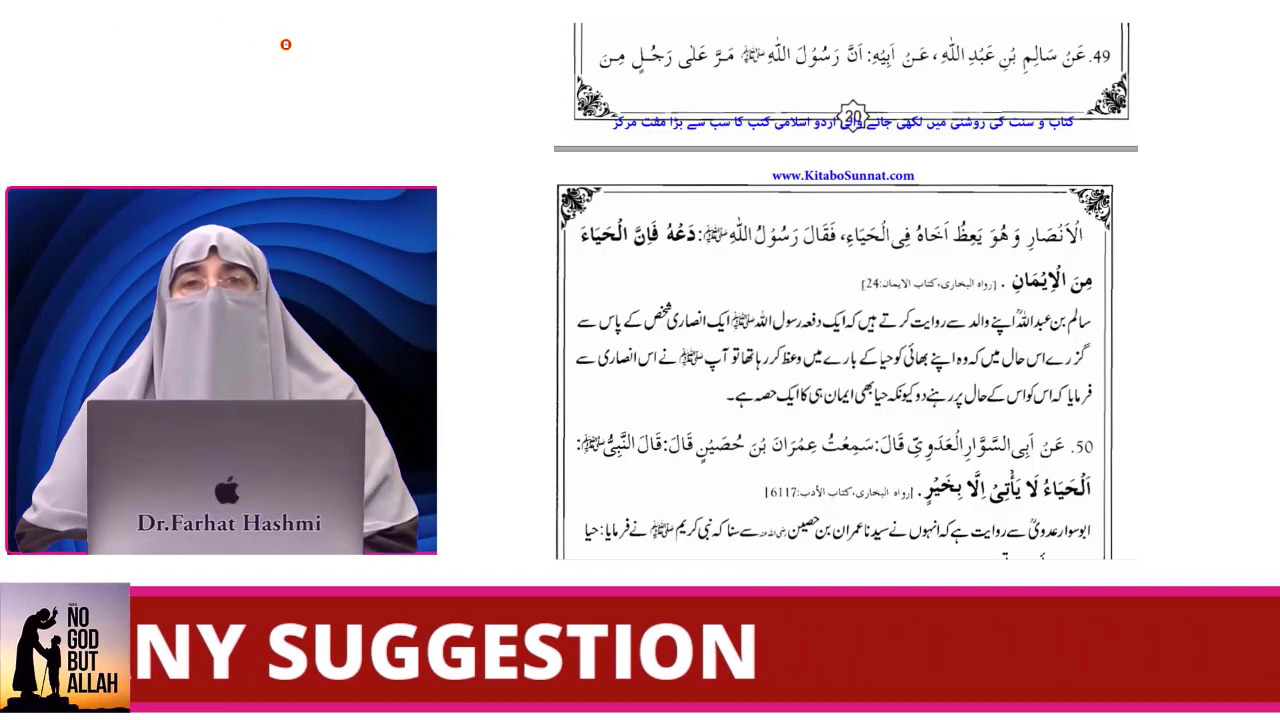 49. عَنْ سَالِمِ بْنِ عَبْدِ اللّٰهِ، عَنْ اَبِيْهِ: اَنَّ رَسُوْلَ اللّٰهِ ﷺ مَرَّ عَلٰى رَجُلٍ مِنَ
30
کتاب و سنت کی روشنی میں لکھی جانے والی اردو اسلامی کتب کا سب سے بڑا مفت مرکز
www.KitaboSunnat.com
الْاَنْصَارِ وَ هُوَ يَعِظُ اَخَاهُ فِى الْحَيَاءِ، فَقَالَ رَسُوْلُ اللّٰهِ ﷺ: دَعْهُ فَاِنَّ الْحَيَاءَ
مِنَ الْاِيْمَانِ . [رواه البخاری، کتاب الایمان:24]
سالم بن عبداللہؒ اپنے والد سے روایت کرتے ہیں کہ ایک دفعہ رسول اللہ ﷺ ایک انصاری شخص کے پاس سے
گزرے اس حال میں کہ وہ اپنے بھائی کو حیا کے بارے میں وعظ کر رہا تھا تو آپ ﷺ نے اس انصاری سے
فرمایا کہ اس کو اس کے حال پر رہنے دو کیونکہ حیا بھی ایمان ہی کا ایک حصہ ہے۔
50. عَنْ اَبِى السَّوَّارِ الْعَدَوِىِّ قَالَ: سَمِعْتُ عِمْرَانَ بْنَ حُصَيْنٍ قَالَ: قَالَ النَّبِىُّ ﷺ:
اَلْحَيَاءُ لَا يَأْتِىْ اِلَّا بِخَيْرٍ . [رواه البخاری، کتاب الأدب:6117]
ابوسوار عدویؒ سے روایت ہے کہ انہوں نے سیدنا عمران بن حصین رضی اللہ عنہ سے سنا کہ نبی کریم ﷺ نے فرمایا: حیا
Dr.Farhat Hashmi
NO
GOD
BUT
ALLAH
NY SUGGESTION